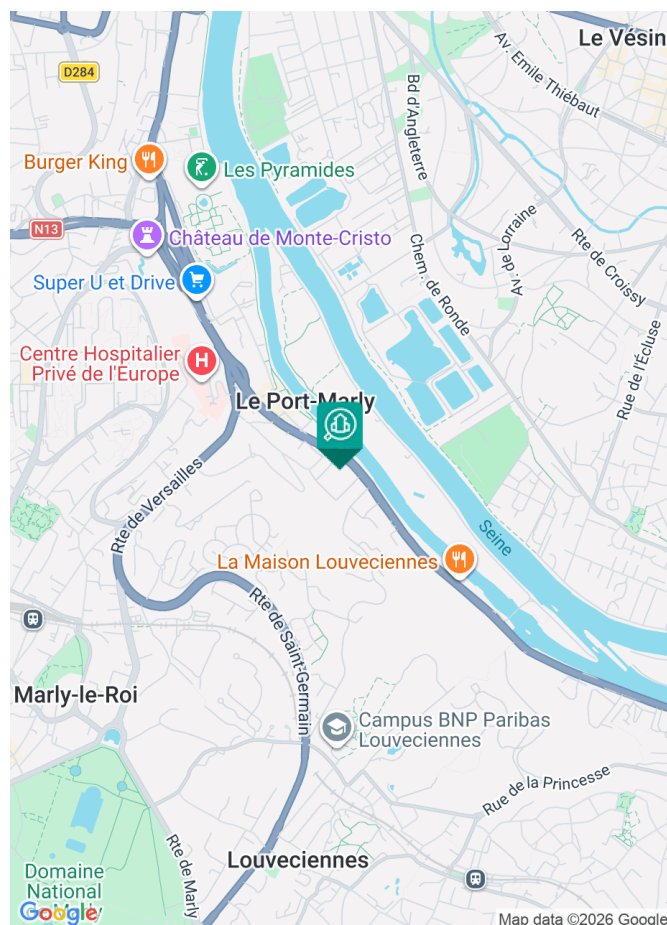 Le Vésin
Av. Emile Thiébaut
D284
Bd d'Angleterre
Burger King
Les Pyramides
N13
Château de Monte-Cristo
Av. de Lorraine
Rte de Croissy
Super U et Drive
Chem. de Ronde
Rue de l'Écluse
Centre Hospitalier
Privé de l'Europe
H
Le Port-Marly
Rte de Versailles
Seine
La Maison Louveciennes
Rte de Saint-Germain
Marly-le-Roi
Campus BNP Paribas
Louveciennes
Rue de la Princesse
Rte de Marly
Louveciennes
Domaine
National
de Marly
Google
Map data ©2026 Google